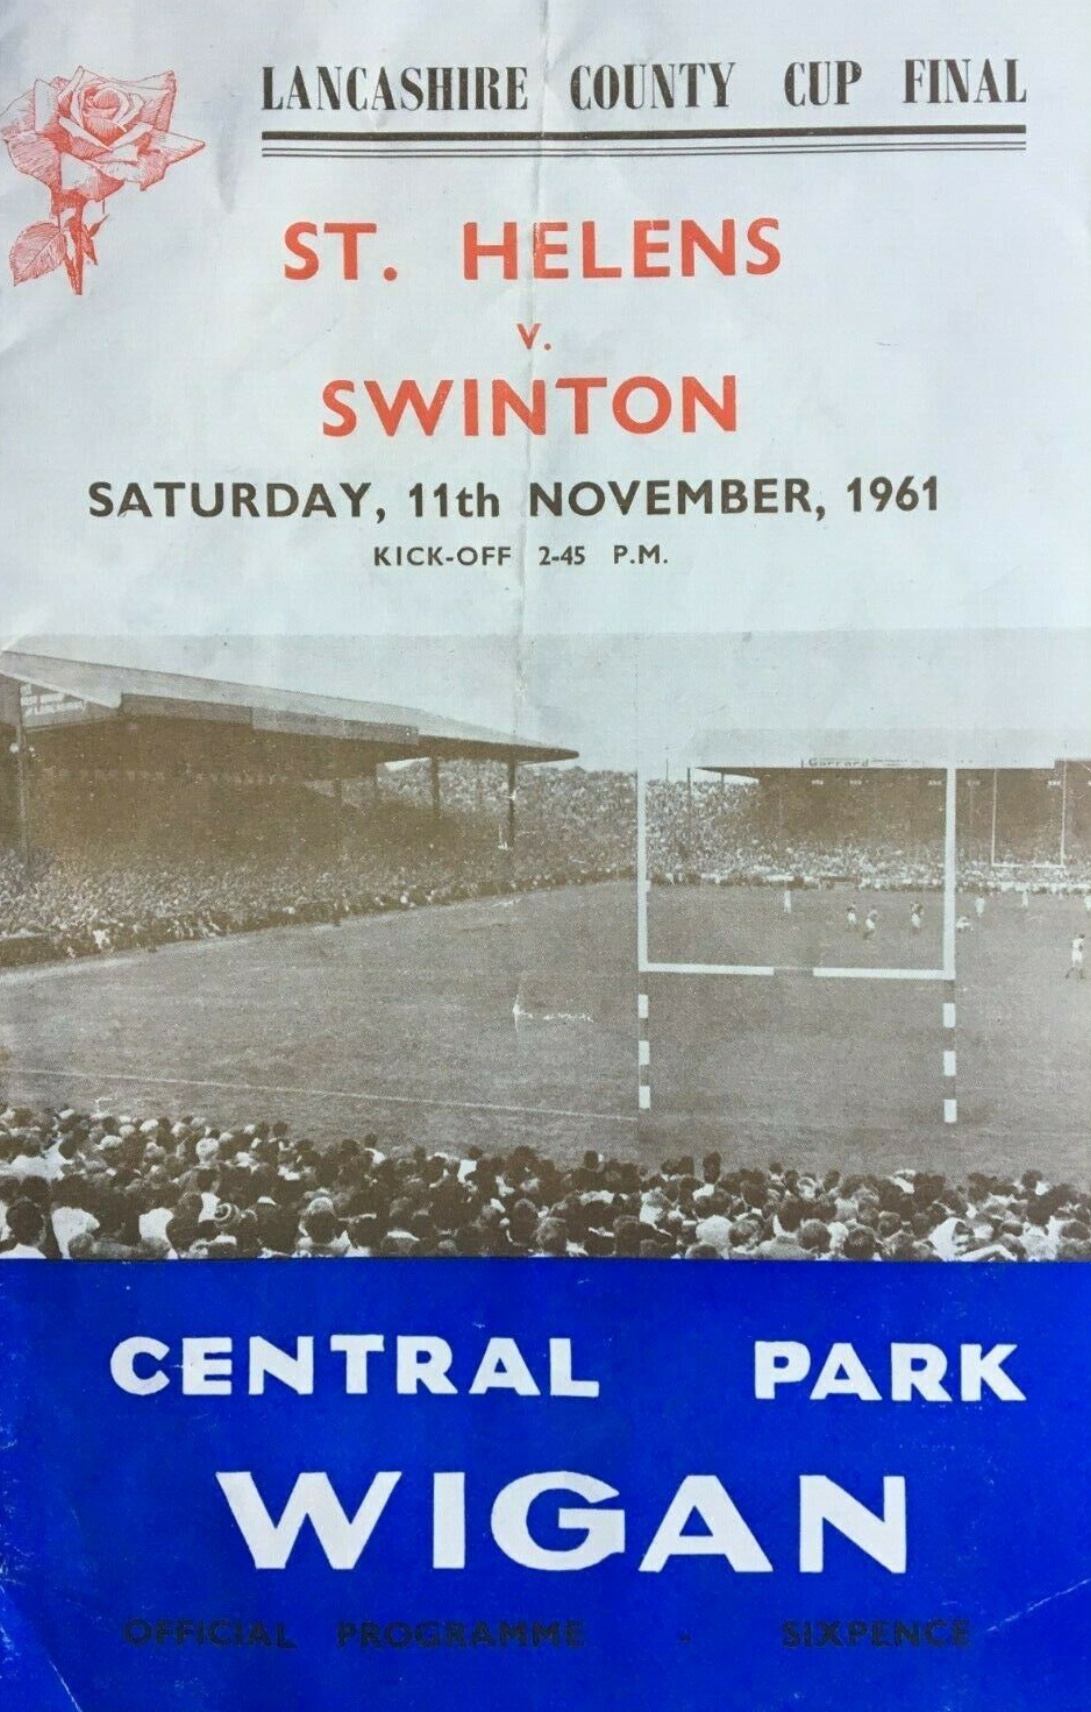 LANCASHIRE COUNTY CUP FINAL
ST. HELENS
v.
SWINTON
SATURDAY, 11th NOVEMBER, 1961
KICK-OFF 2-45 P.M.
Garrard
CENTRAL PARK
WIGAN
OFFICIAL PROGRAMME - SIXPENCE